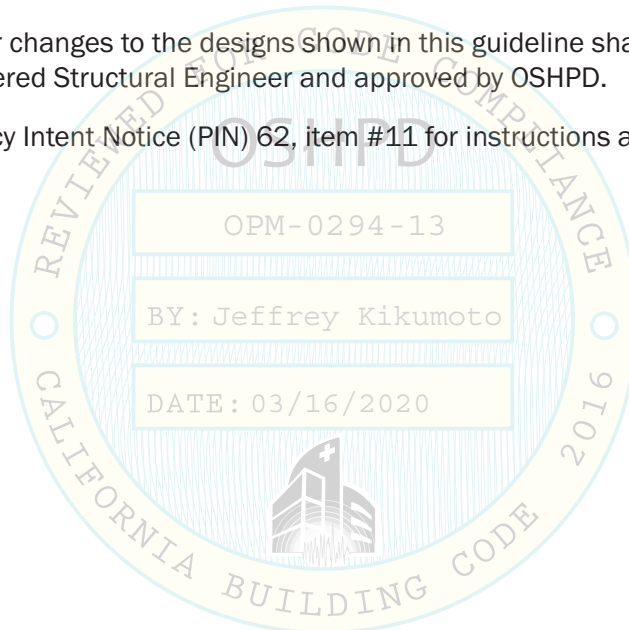 r changes to the designs shown in this guideline sha
ered Structural Engineer and approved by OSHPD.
cy Intent Notice (PIN) 62, item #11 for instructions a
REVIEWED FOR CODE COMPLIANCE
OSHPD
OPM-0294-13
BY: Jeffrey Kikumoto
DATE: 03/16/2020
CALIFORNIA BUILDING CODE 2016